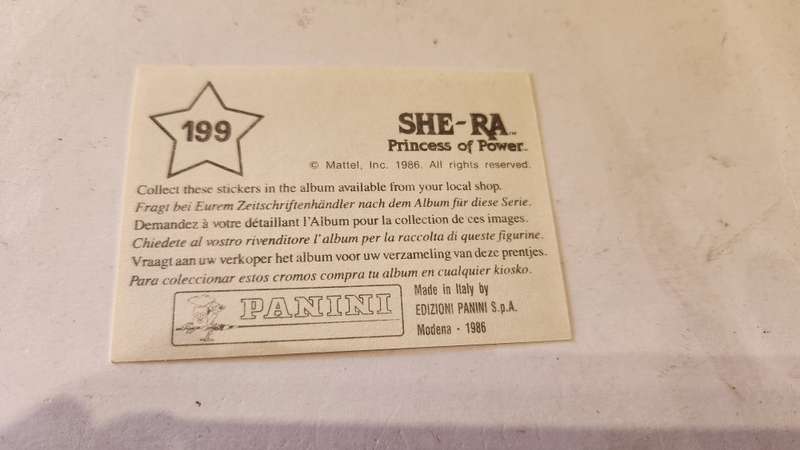 199
SHE-RA™
Princess of Power™
© Mattel, Inc. 1986. All rights reserved.
Collect these stickers in the album available from your local shop.
Fragt bei Eurem Zeitschriftenhändler nach dem Album für diese Serie.
Demandez à votre détaillant l'Album pour la collection de ces images.
Chiedete al vostro rivenditore l'album per la raccolta di queste figurine.
Vraagt aan uw verkoper het album voor uw verzameling van deze prentjes.
Para coleccionar estos cromos compra tu album en cualquier kiosko.
PANINI
Made in Italy by
EDIZIONI PANINI S.p.A.
Modena - 1986